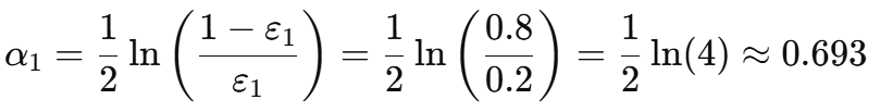 α₁ = 1/2 ln((1 − ε₁)/ε₁) = 1/2 ln(0.8/0.2) = 1/2 ln(4) ≈ 0.693